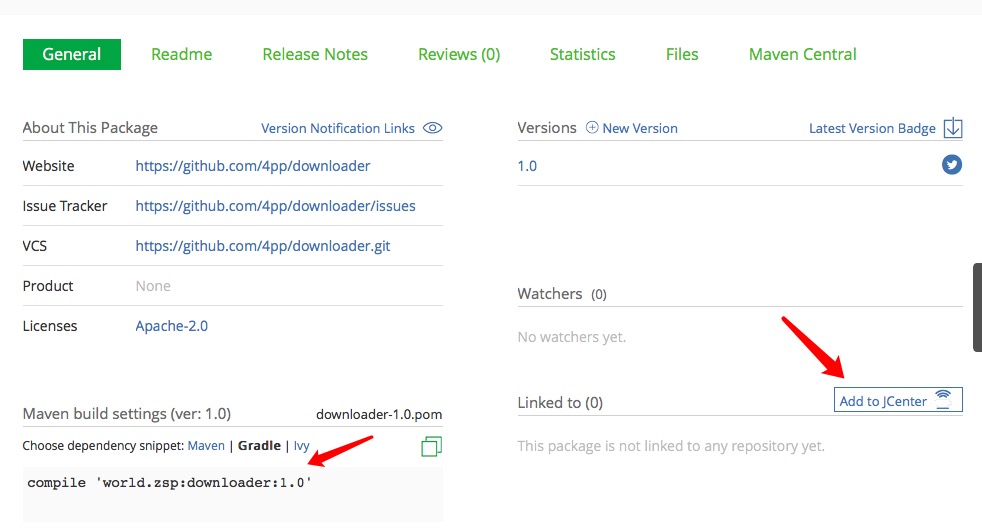 General Readme Release Notes Reviews (0) Statistics Files Maven Central
About This Package Version Notification Links
Website https://github.com/4pp/downloader
Issue Tracker https://github.com/4pp/downloader/issues
VCS https://github.com/4pp/downloader.git
Product None
Licenses Apache-2.0
Maven build settings (ver: 1.0) downloader-1.0.pom
Choose dependency snippet: Maven | Gradle | Ivy
compile 'world.zsp:downloader:1.0'
Versions New Version Latest Version Badge
1.0
Watchers (0)
No watchers yet.
Linked to (0) Add to JCenter
This package is not linked to any repository yet.